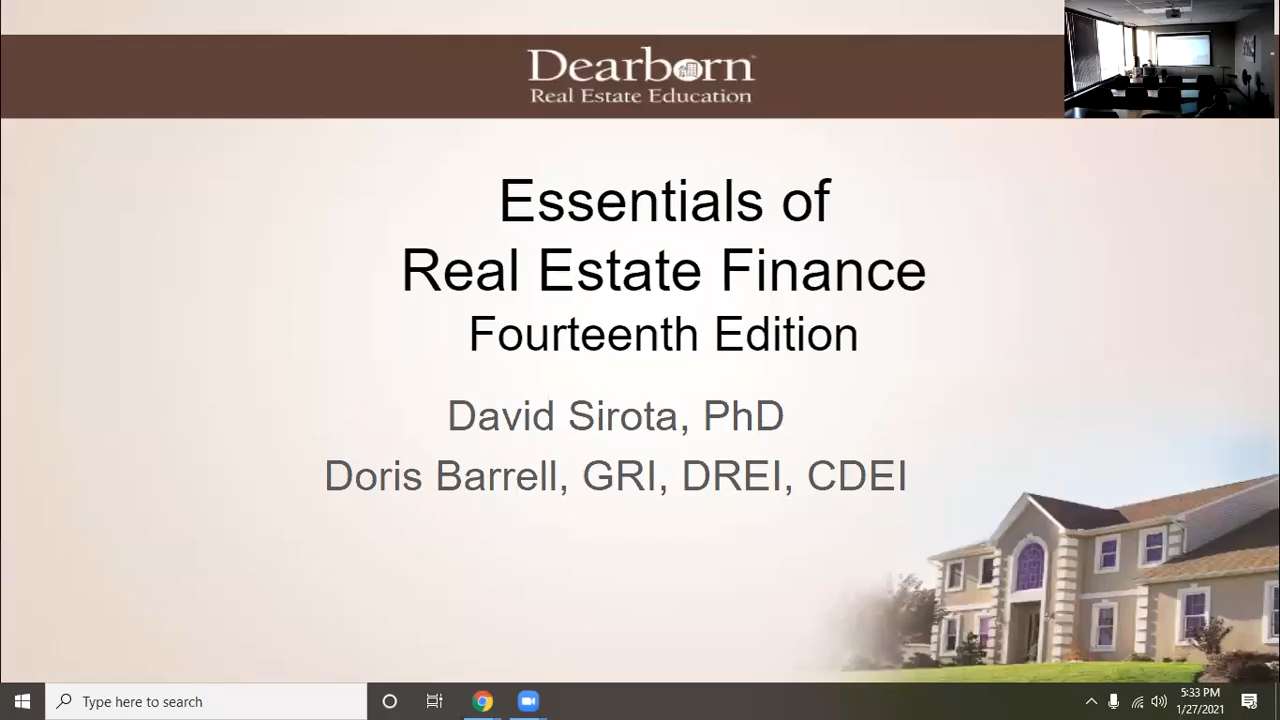 Dearborn
Real Estate Education
Essentials of
Real Estate Finance
Fourteenth Edition
David Sirota, PhD
Doris Barrell, GRI, DREI, CDEI
Type here to search
5:33 PM
1/27/2021